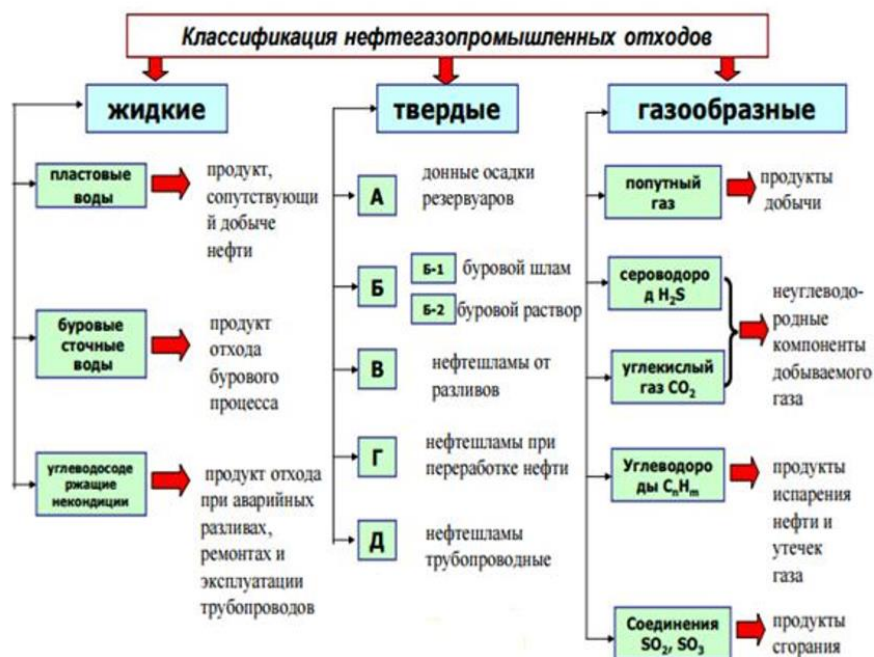 Классификация нефтегазопромышленных отходов
жидкие
пластовые
воды
продукт,
сопутствующи
й добыче
нефти
буровые
сточные
воды
продукт
отхода
бурового
процесса
углеводосоде
ржащие
некондиции
продукт отхода
при аварийных
разливах,
ремонтах и
эксплуатации
трубопроводов
твердые
А
донные осадки
резервуаров
Б
Б-1 буровой шлам
Б-2 буровой раствор
В
нефтешламы от
разливов
Г
нефтешламы при
переработке нефти
Д
нефтешламы
трубопроводные
газообразные
попутный
газ
продукты
добычи
сероводоро
д H₂S
углекислый
газ CO₂
неуглеводо-
родные
компоненты
добываемого
газа
Углеводоро
ды CₙHₘ
продукты
испарения
нефти и
утечек
газа
Соединения
SO₂, SO₃
продукты
сгорания